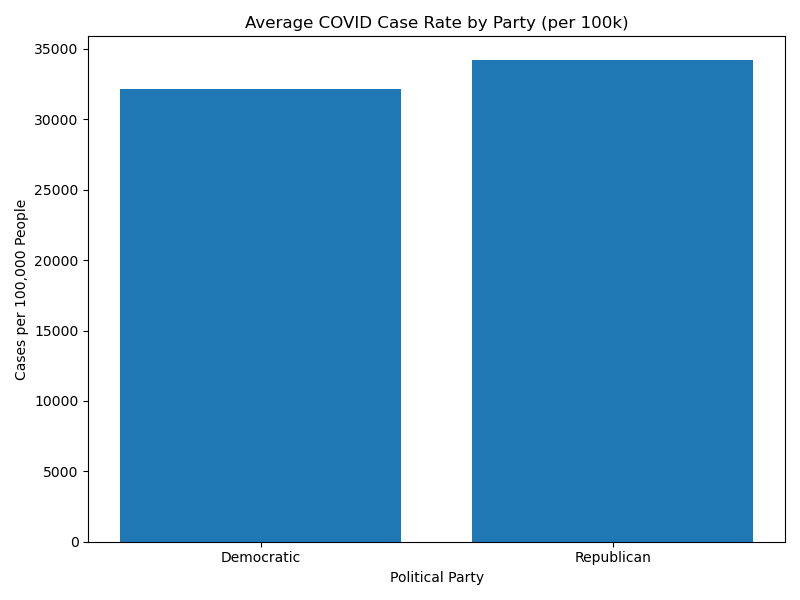 Average COVID Case Rate by Party (per 100k)
35000
30000
25000
20000
15000
10000
5000
0
Cases per 100,000 People
Democratic
Republican
Political Party